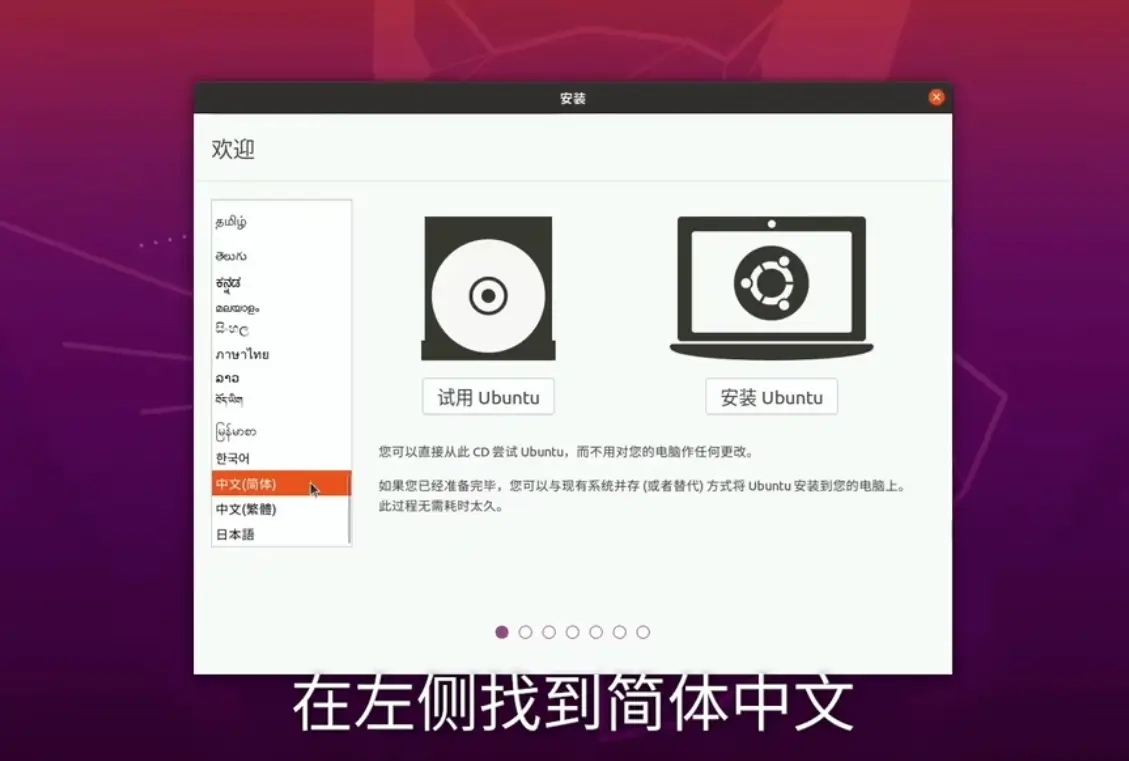 安装
欢迎
தமிழ்
తెలుగు
ಕನ್ನಡ
മലയാളം
සිංහල
ภาษาไทย
ລາວ
བོད་ཡིག
မြန်မာစာ
한국어
中文(简体)
中文(繁體)
日本語
试用 Ubuntu
安装 Ubuntu
您可以直接从此 CD 尝试 Ubuntu，而不用对您的电脑作任何更改。
如果您已经准备完毕，您可以与现有系统并存 (或者替代) 方式将 Ubuntu 安装到您的电脑上。
此过程无需耗时太久。
在左侧找到简体中文